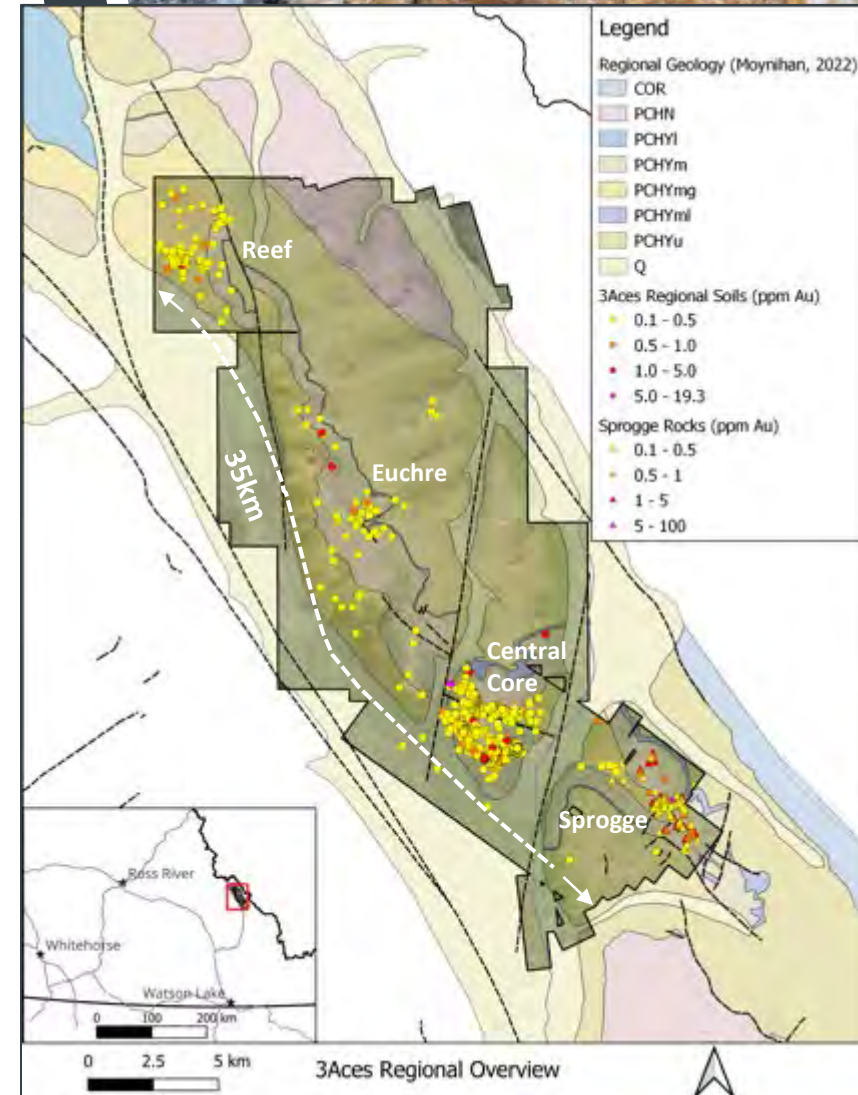 Legend
Regional Geology (Moynihan, 2022)
COR
PCHN
PCHYl
PCHYm
PCHYmg
PCHYml
PCHYu
Q
3Aces Regional Soils (ppm Au)
0.1 - 0.5
0.5 - 1.0
1.0 - 5.0
5.0 - 19.3
Sprogge Rocks (ppm Au)
0.1 - 0.5
0.5 - 1
1 - 5
5 - 100
Reef
35km
Euchre
Central
Core
Sprogge
Ross River
Whitehorse
Watson Lake
0 100 200 km
0 2.5 5 km
3Aces Regional Overview